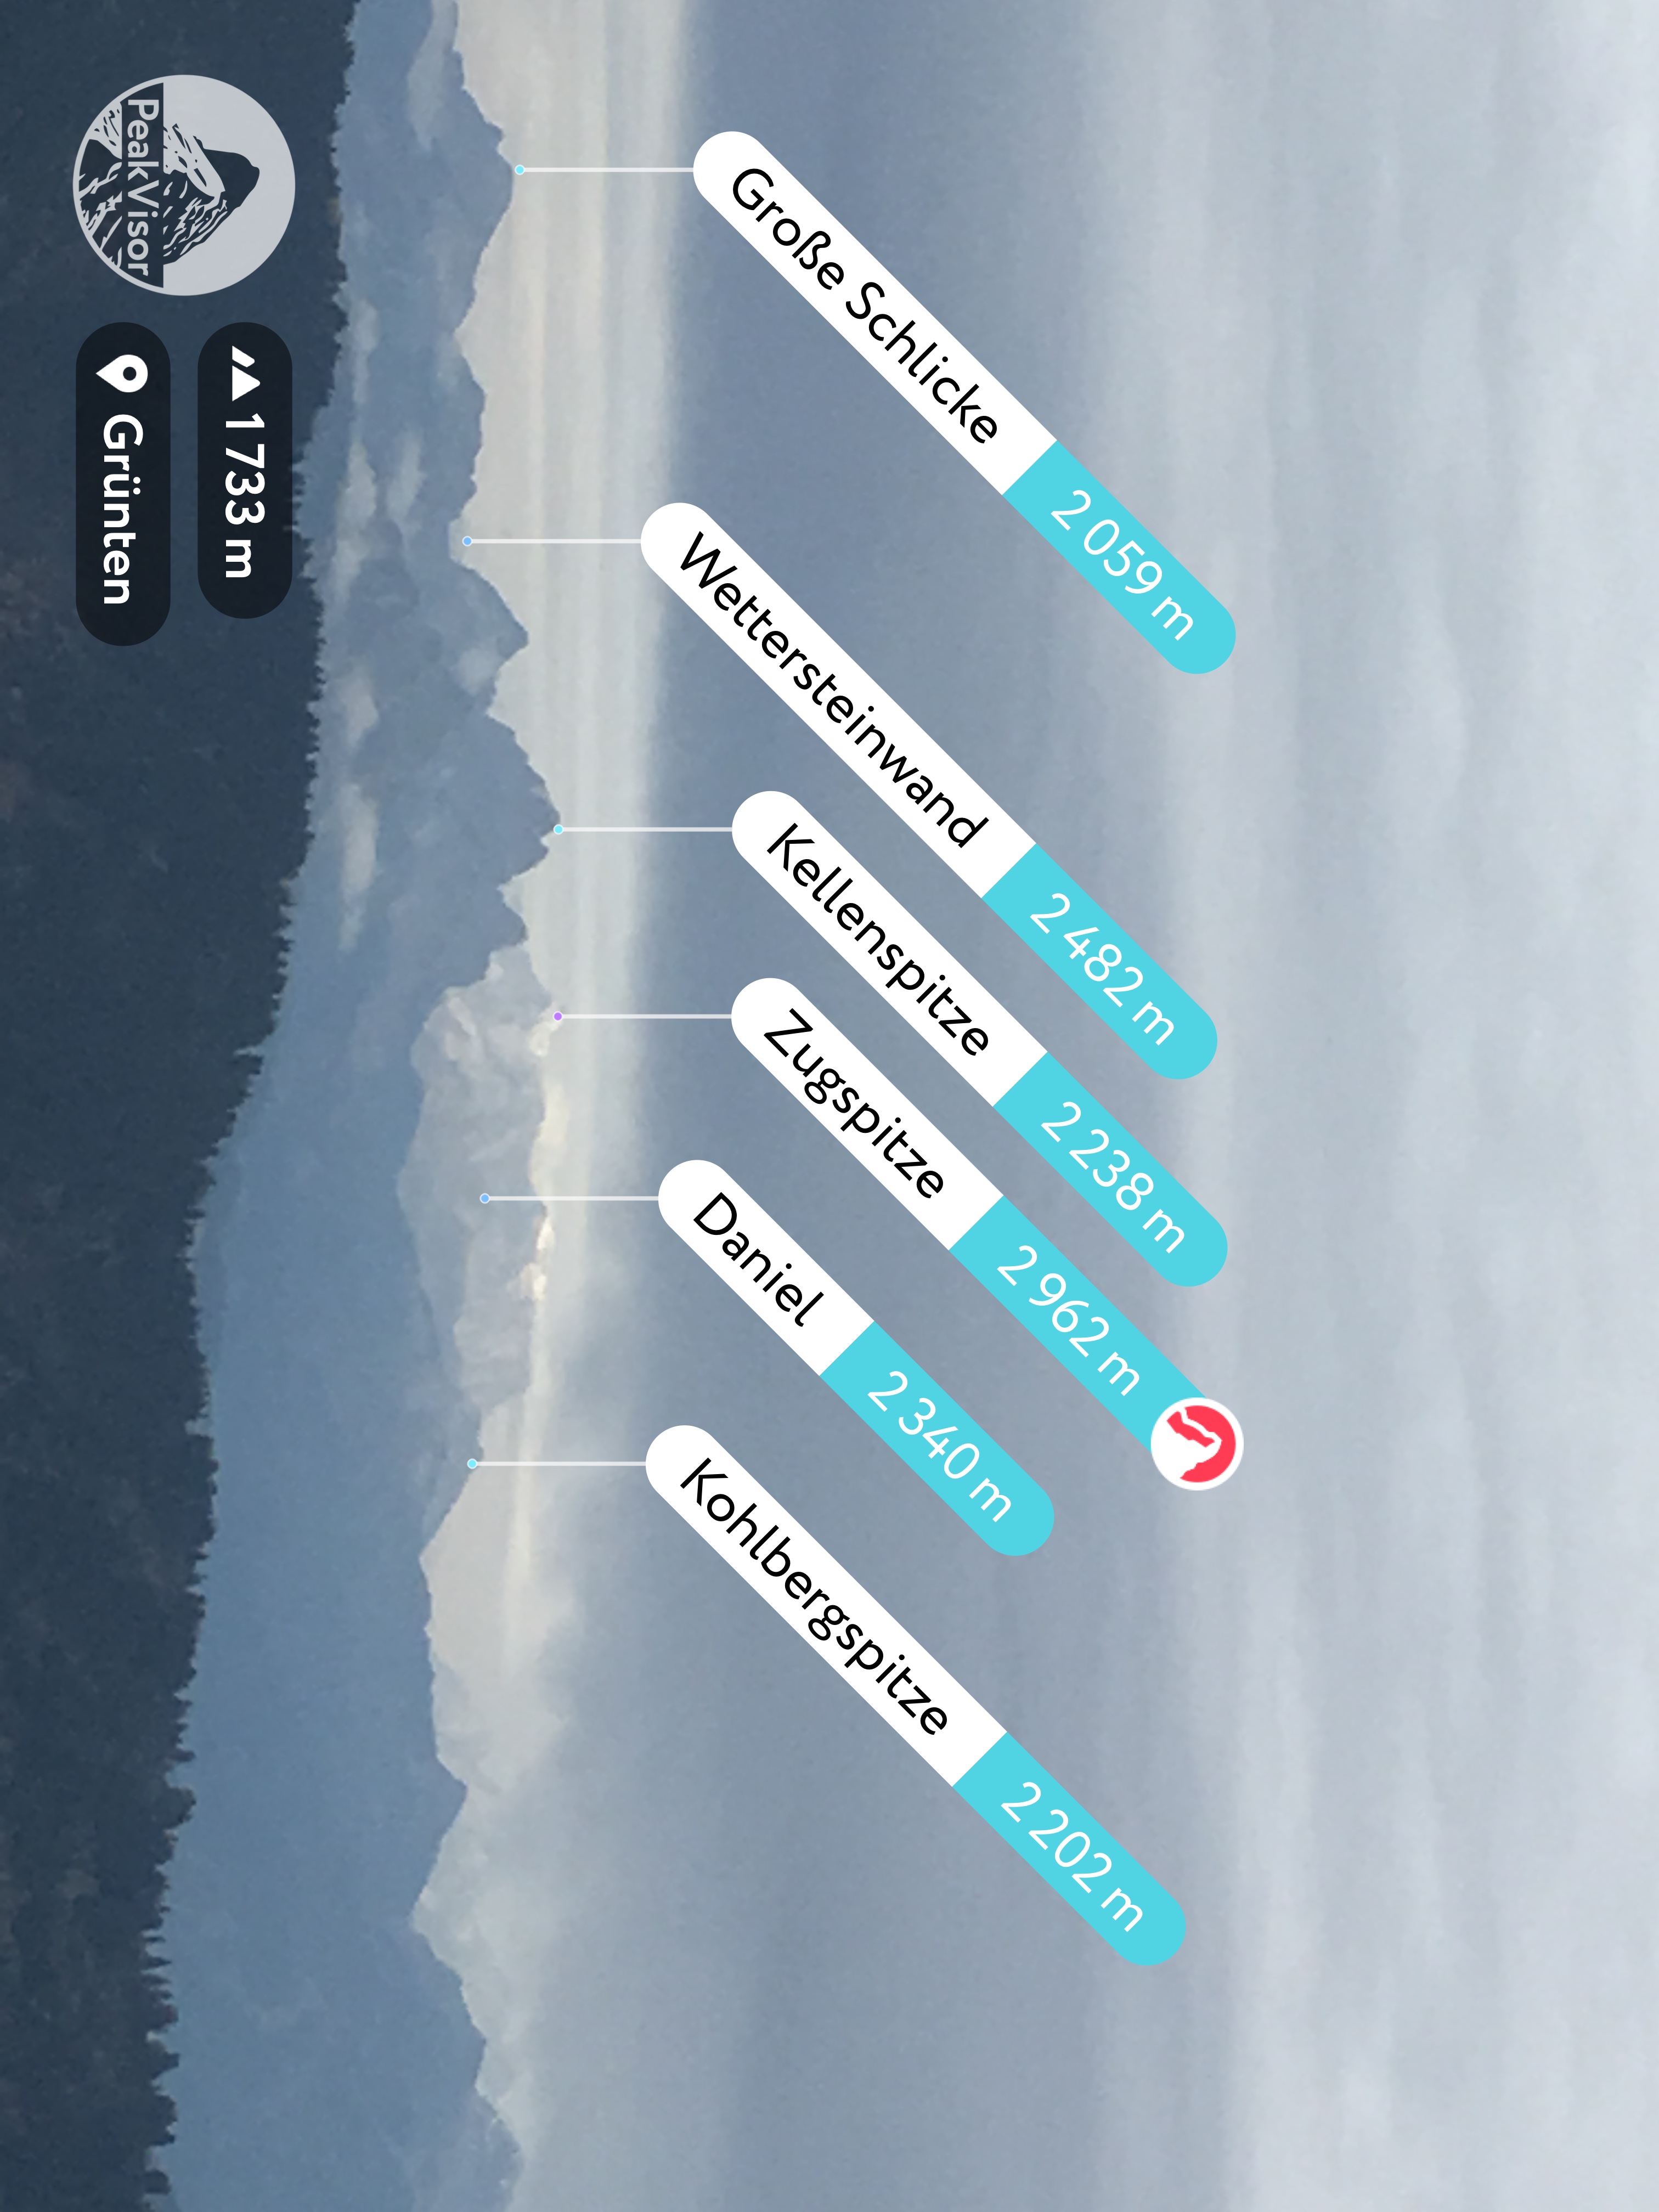 Große Schlicke 2 059 m
Wettersteinwand 2 482 m
Kellenspitze 2 238 m
Zugspitze 2 962 m
Daniel 2 340 m
Kohlbergspitze 2 202 m
1 733 m
PeakVisor
Grünten